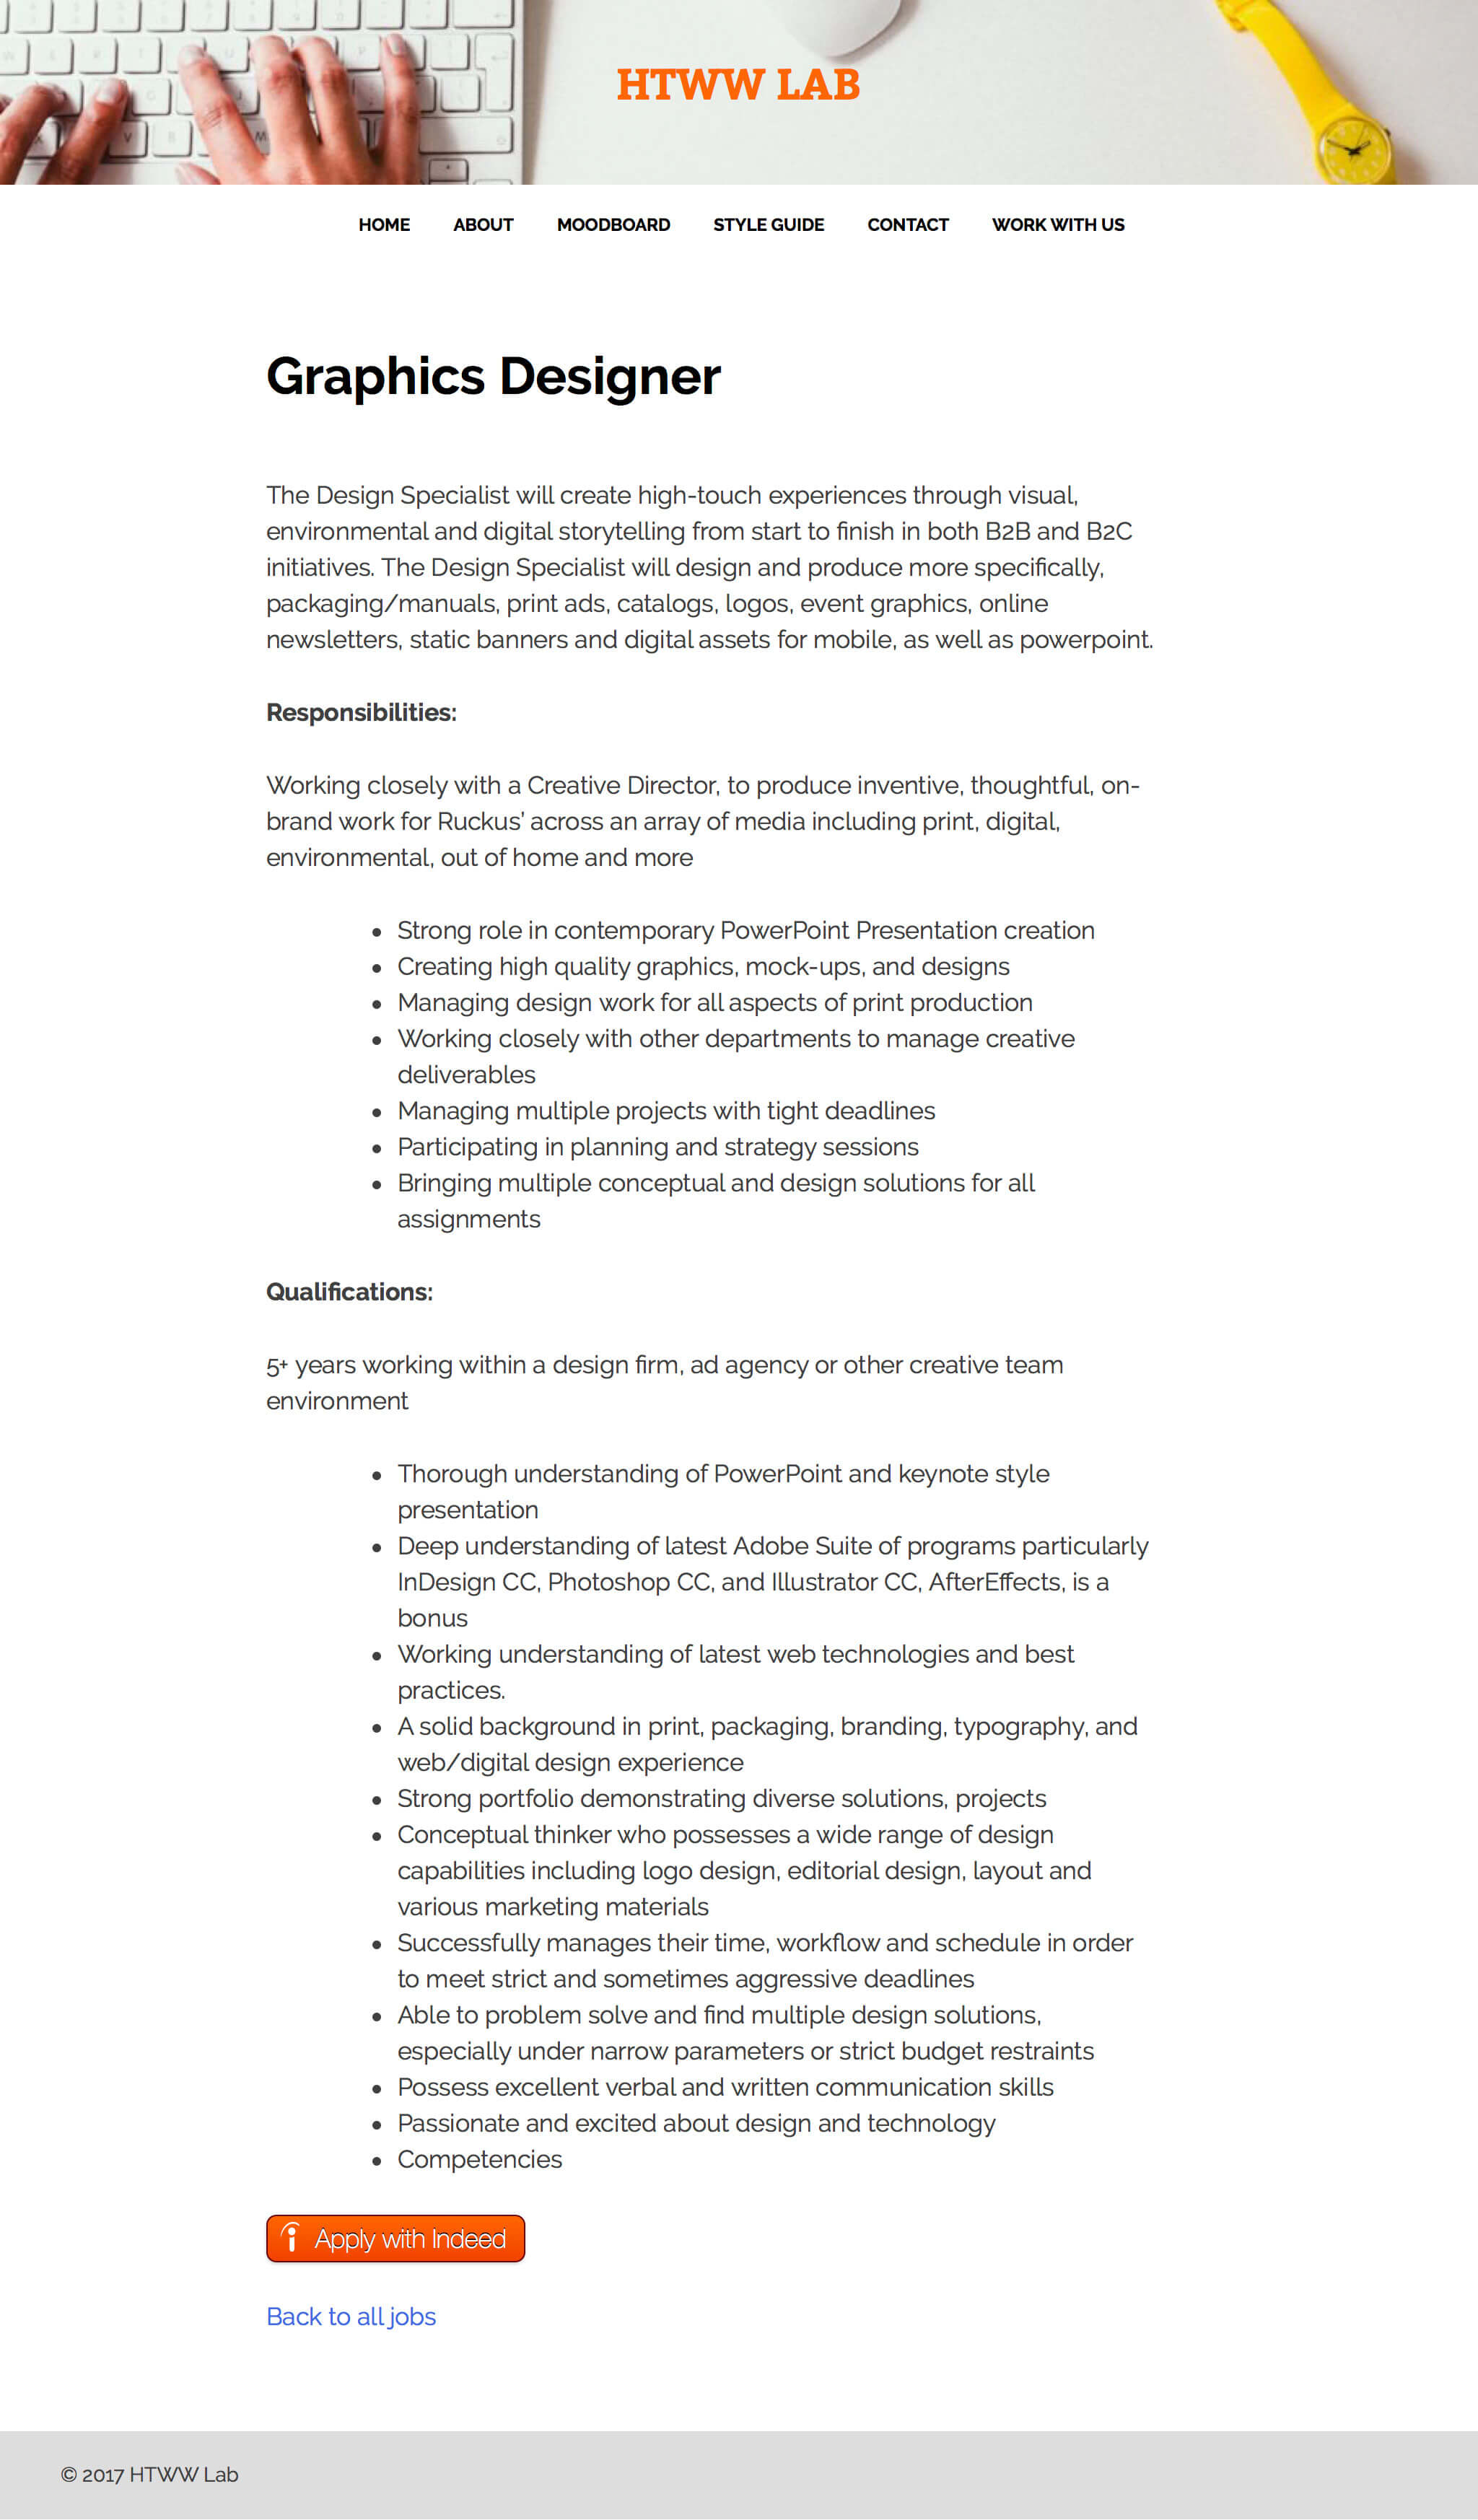 HTWW LAB
HOME ABOUT MOODBOARD STYLE GUIDE CONTACT WORK WITH US
Graphics Designer
The Design Specialist will create high-touch experiences through visual,
environmental and digital storytelling from start to finish in both B2B and B2C
initiatives. The Design Specialist will design and produce more specifically,
packaging/manuals, print ads, catalogs, logos, event graphics, online
newsletters, static banners and digital assets for mobile, as well as powerpoint.
Responsibilities:
Working closely with a Creative Director, to produce inventive, thoughtful, on-
brand work for Ruckus’ across an array of media including print, digital,
environmental, out of home and more
• Strong role in contemporary PowerPoint Presentation creation
• Creating high quality graphics, mock-ups, and designs
• Managing design work for all aspects of print production
• Working closely with other departments to manage creative
deliverables
• Managing multiple projects with tight deadlines
• Participating in planning and strategy sessions
• Bringing multiple conceptual and design solutions for all
assignments
Qualifications:
5+ years working within a design firm, ad agency or other creative team
environment
• Thorough understanding of PowerPoint and keynote style
presentation
• Deep understanding of latest Adobe Suite of programs particularly
InDesign CC, Photoshop CC, and Illustrator CC, AfterEffects, is a
bonus
• Working understanding of latest web technologies and best
practices.
• A solid background in print, packaging, branding, typography, and
web/digital design experience
• Strong portfolio demonstrating diverse solutions, projects
• Conceptual thinker who possesses a wide range of design
capabilities including logo design, editorial design, layout and
various marketing materials
• Successfully manages their time, workflow and schedule in order
to meet strict and sometimes aggressive deadlines
• Able to problem solve and find multiple design solutions,
especially under narrow parameters or strict budget restraints
• Possess excellent verbal and written communication skills
• Passionate and excited about design and technology
• Competencies
Apply with Indeed
Back to all jobs
© 2017 HTWW Lab